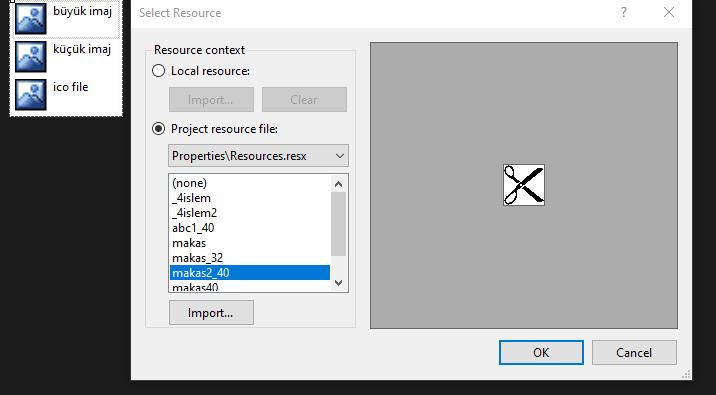 büyük imaj
küçük imaj
ico file
Select Resource
Resource context
Local resource:
Import... Clear
Project resource file:
Properties\Resources.resx
(none)
_4islem
_4islem2
abc1_40
makas
makas_32
makas2_40
makas40
Import...
OK Cancel